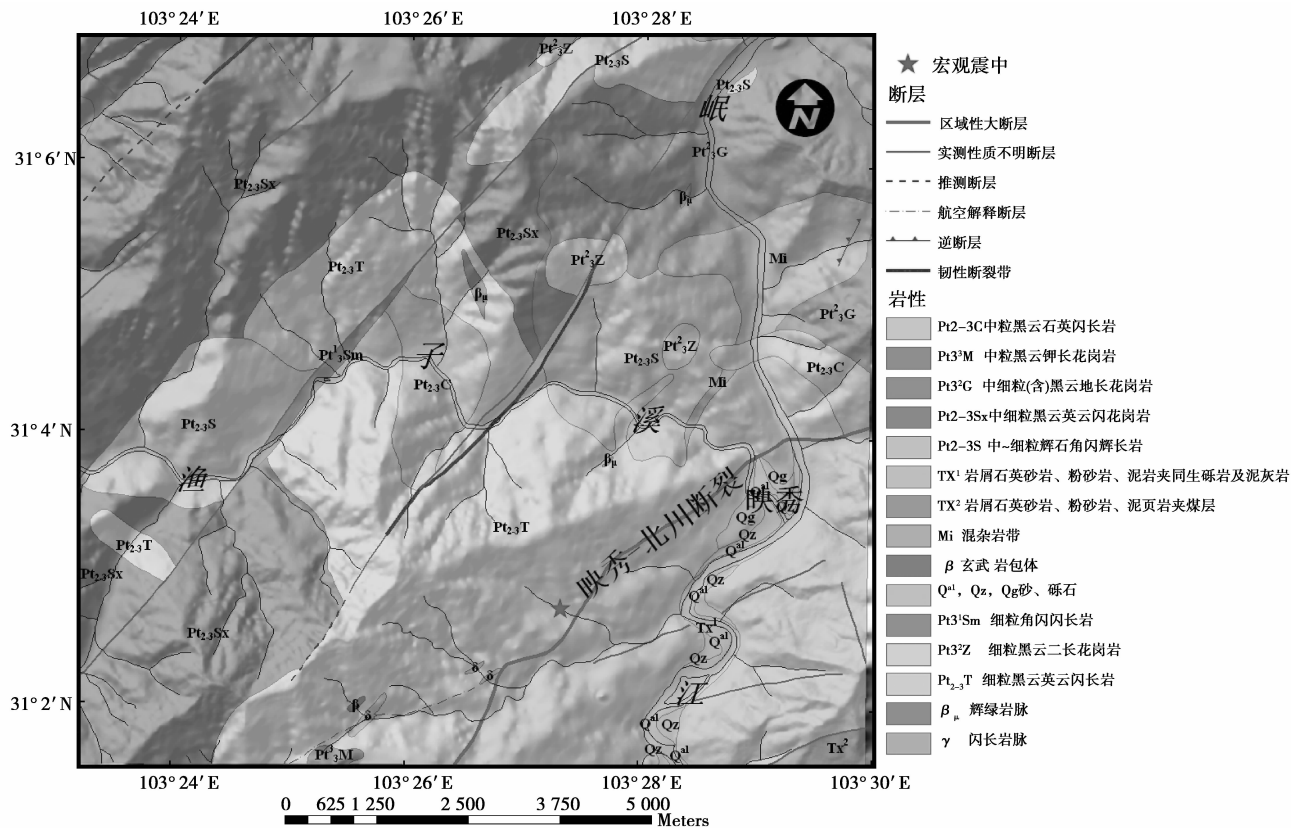 103°24′E 103°26′E 103°28′E
31°6′N
31°4′N
31°2′N
103°24′E 103°26′E 103°28′E 103°30′E
0 625 1 250 2 500 3 750 5 000
Meters
N
Pt²₃Z
Pt₂₋₃S
Pt₂₋₃S
岷
Pt²₃G
Pt₂₋₃Sx
βμ
Pt₂₋₃Sx
Pt₂₋₃T
Pt²₃Z
Mi
βμ
Pt²₃G
Pt¹₃Sm
子
Pt₂₋₃S
Pt²₃Z
Pt₂₋₃C
Pt₂₋₃C
Mi
Pt₂₋₃S
溪
βμ
渔
Qg
Qal
映秀
Qg
Pt₂₋₃T
Qz
Pt₂₋₃T
Qal
映秀—北川断裂
Pt₂₋₃Sx
Qz
Qal
Pt₂₋₃Sx
Tx¹
Qal
Qz
δ
δ
江
β
δ
Qal Qz
Pt³₃M
Qz Qal
Tx²
宏观震中
断层
区域性大断层
实测性质不明断层
推测断层
航空解释断层
逆断层
韧性断裂带
岩性
Pt2-3C中粒黑云石英闪长岩
Pt3³M 中粒黑云钾长花岗岩
Pt3²G 中细粒(含)黑云地长花岗岩
Pt2-3Sx中细粒黑云英云闪花岗岩
Pt2-3S 中~细粒辉石角闪辉长岩
TX¹ 岩屑石英砂岩、粉砂岩、泥岩夹同生砾岩及泥灰岩
TX² 岩屑石英砂岩、粉砂岩、泥页岩夹煤层
Mi 混杂岩带
β 玄武 岩包体
Qal, Qz, Qg砂、砾石
Pt3¹Sm 细粒角闪闪长岩
Pt3²Z 细粒黑云二长花岗岩
Pt₂₋₃T 细粒黑云英云闪长岩
βμ 辉绿岩脉
γ 闪长岩脉